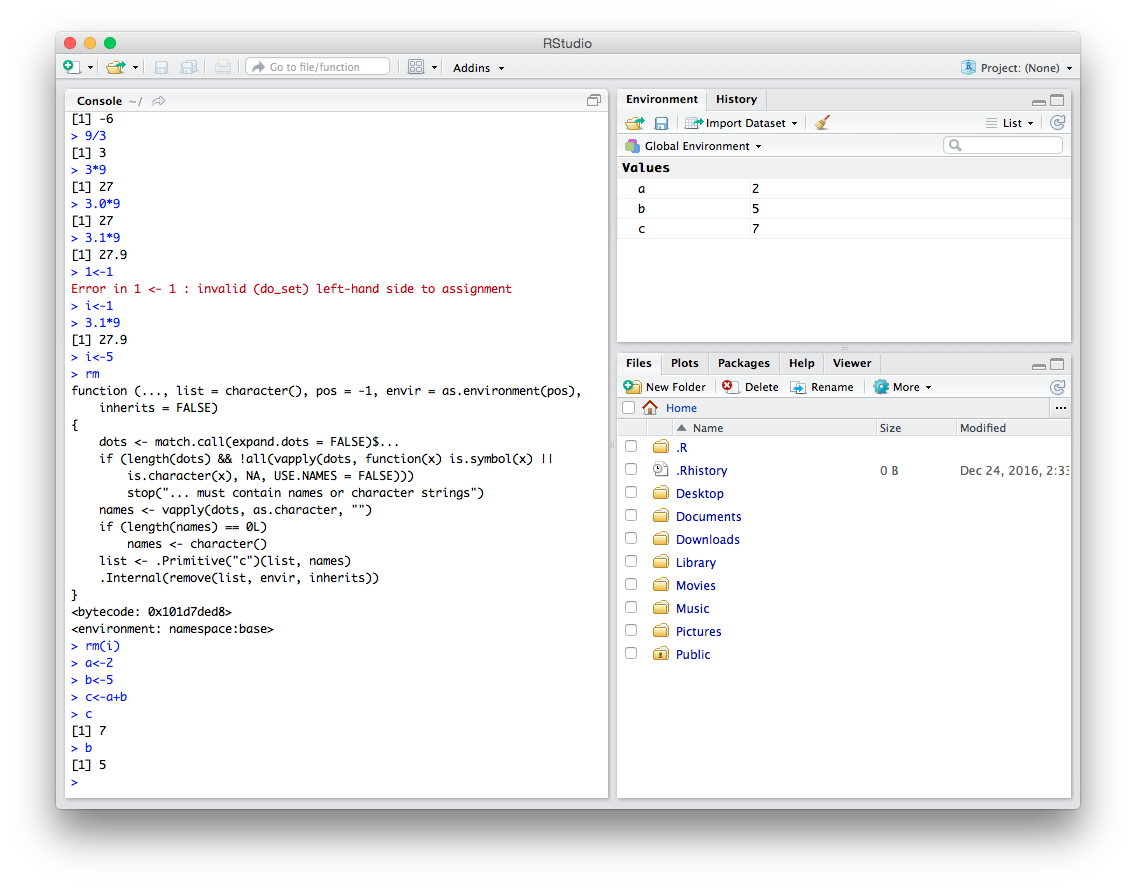 RStudio
Go to file/function
Addins
Project: (None)
Console ~/
[1] -6
> 9/3
[1] 3
> 3*9
[1] 27
> 3.0*9
[1] 27
> 3.1*9
[1] 27.9
> 1<-1
Error in 1 <- 1 : invalid (do_set) left-hand side to assignment
> i<-1
> 3.1*9
[1] 27.9
> i<-5
> rm
function (..., list = character(), pos = -1, envir = as.environment(pos),
    inherits = FALSE)
{
    dots <- match.call(expand.dots = FALSE)$...
    if (length(dots) && !all(vapply(dots, function(x) is.symbol(x) ||
        is.character(x), NA, USE.NAMES = FALSE)))
        stop("... must contain names or character strings")
    names <- vapply(dots, as.character, "")
    if (length(names) == 0L)
        names <- character()
    list <- .Primitive("c")(list, names)
    .Internal(remove(list, envir, inherits))
}
<bytecode: 0x101d7ded8>
<environment: namespace:base>
> rm(i)
> a<-2
> b<-5
> c<-a+b
> c
[1] 7
> b
[1] 5
>
Environment History
Import Dataset List
Global Environment
Values
a 2
b 5
c 7
Files Plots Packages Help Viewer
New Folder Delete Rename More
Home ...
Name Size Modified
.R
.Rhistory 0 B Dec 24, 2016, 2:33
Desktop
Documents
Downloads
Library
Movies
Music
Pictures
Public